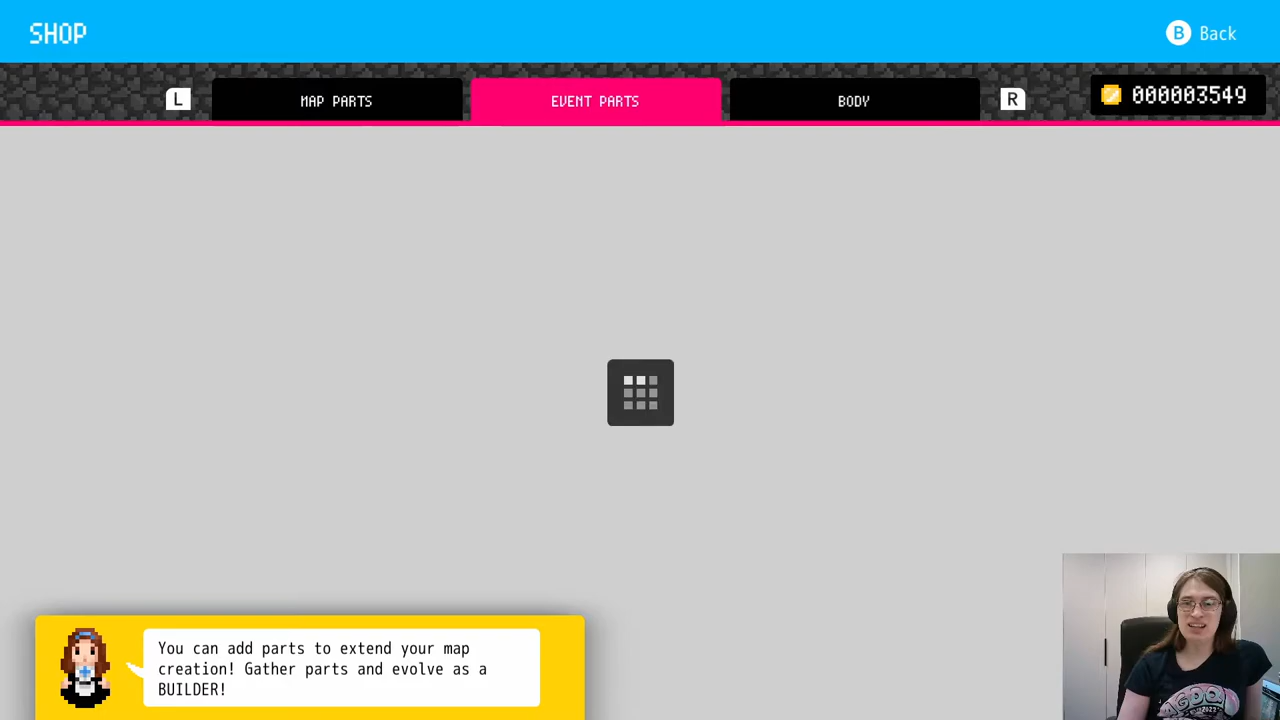 SHOP
B Back
L
MAP PARTS
EVENT PARTS
BODY
R
000003549
You can add parts to extend your map
creation! Gather parts and evolve as a
BUILDER!